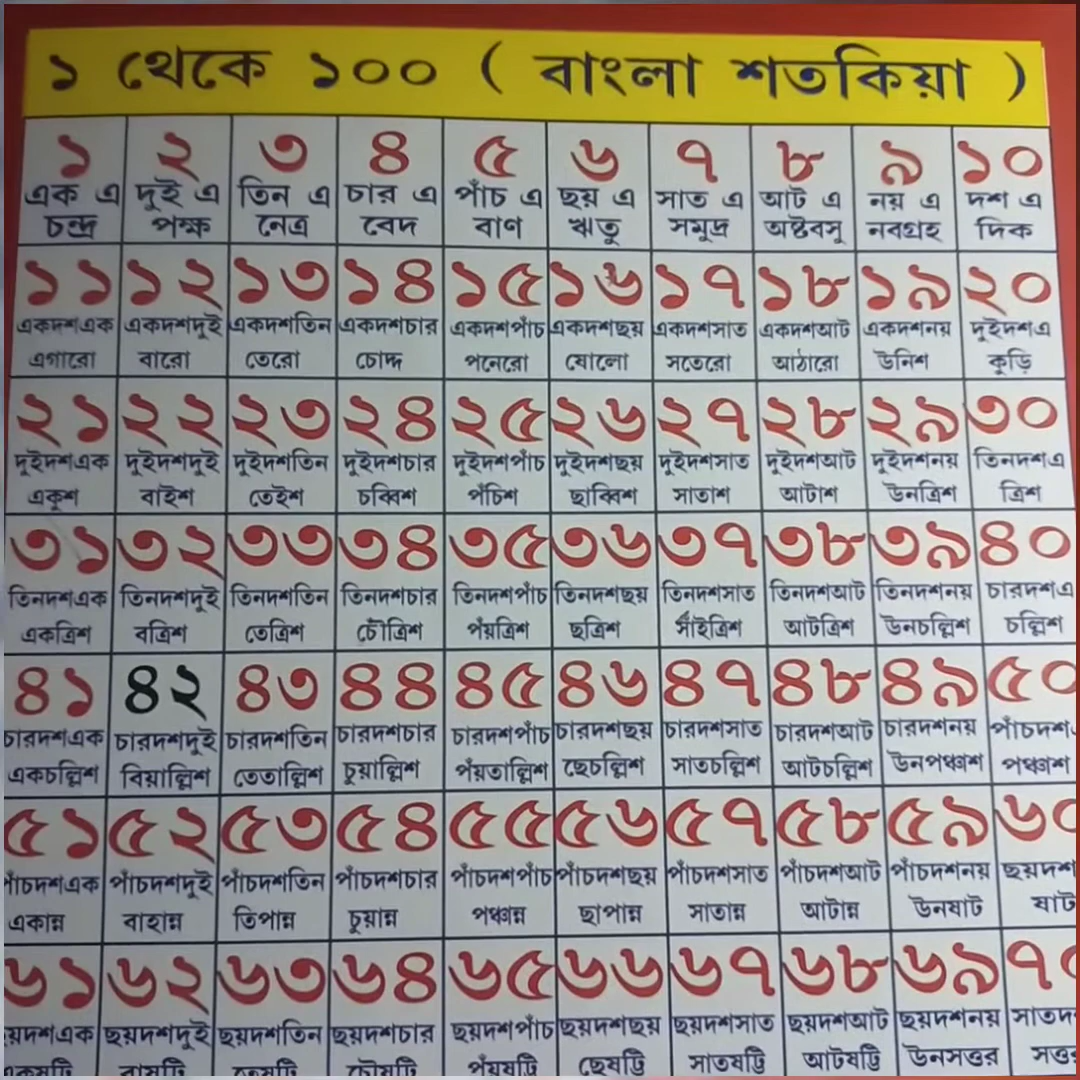 ১ থেকে ১০০ ( বাংলা শতকিয়া )
১ ২ ৩ ৪ ৫ ৬ ৭ ৮ ৯ ১০
এক এ দুই এ তিন এ চার এ পাঁচ এ ছয় এ সাত এ আট এ নয় এ দশ এ
চন্দ্র পক্ষ নেত্র বেদ বাণ ঋতু সমুদ্র অষ্টবসু নবগ্রহ দিক
১১ ১২ ১৩ ১৪ ১৫ ১৬ ১৭ ১৮ ১৯ ২০
একদশএক একদশদুই একদশতিন একদশচার একদশপাঁচ একদশছয় একদশসাত একদশআট একদশনয় দুইদশএ
এগারো বারো তেরো চোদ্দ পনেরো ষোলো সতেরো আঠারো উনিশ কুড়ি
২১ ২২ ২৩ ২৪ ২৫ ২৬ ২৭ ২৮ ২৯ ৩০
দুইদশএক দুইদশদুই দুইদশতিন দুইদশচার দুইদশপাঁচ দুইদশছয় দুইদশসাত দুইদশআট দুইদশনয় তিনদশএ
একুশ বাইশ তেইশ চব্বিশ পঁচিশ ছাব্বিশ সাতাশ আটাশ উনত্রিশ ত্রিশ
৩১ ৩২ ৩৩ ৩৪ ৩৫ ৩৬ ৩৭ ৩৮ ৩৯ ৪০
তিনদশএক তিনদশদুই তিনদশতিন তিনদশচার তিনদশপাঁচ তিনদশছয় তিনদশসাত তিনদশআট তিনদশনয় চারদশএ
একত্রিশ বত্রিশ তেত্রিশ চৌত্রিশ পঁয়ত্রিশ ছত্রিশ সাঁইত্রিশ আটত্রিশ উনচল্লিশ চল্লিশ
৪১ ৪২ ৪৩ ৪৪ ৪৫ ৪৬ ৪৭ ৪৮ ৪৯ ৫০
চারদশএক চারদশদুই চারদশতিন চারদশচার চারদশপাঁচ চারদশছয় চারদশসাত চারদশআট চারদশনয় পাঁচদশ
একচল্লিশ বিয়াল্লিশ তেতাল্লিশ চুয়াল্লিশ পঁয়তাল্লিশ ছেচল্লিশ সাতচল্লিশ আটচল্লিশ উনপঞ্চাশ পঞ্চাশ
৫১ ৫২ ৫৩ ৫৪ ৫৫ ৫৬ ৫৭ ৫৮ ৫৯ ৬০
পাঁচদশএক পাঁচদশদুই পাঁচদশতিন পাঁচদশচার পাঁচদশপাঁচ পাঁচদশছয় পাঁচদশসাত পাঁচদশআট পাঁচদশনয় ছয়দশ
একান্ন বাহান্ন তিপান্ন চুয়ান্ন পঞ্চান্ন ছাপান্ন সাতান্ন আটান্ন উনষাট ষাট
৬১ ৬২ ৬৩ ৬৪ ৬৫ ৬৬ ৬৭ ৬৮ ৬৯ ৭০
ছয়দশএক ছয়দশদুই ছয়দশতিন ছয়দশচার ছয়দশপাঁচ ছয়দশছয় ছয়দশসাত ছয়দশআট ছয়দশনয়
পঁয়ষট্টি ছেষট্টি সাতষট্টি আটষট্টি উনসত্তর